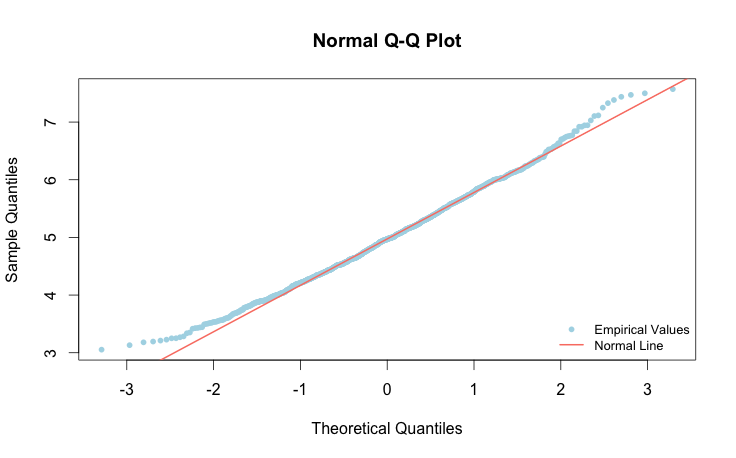 Normal Q-Q Plot
7
6
5
4
3
Sample Quantiles
Empirical Values
Normal Line
-3 -2 -1 0 1 2 3
Theoretical Quantiles